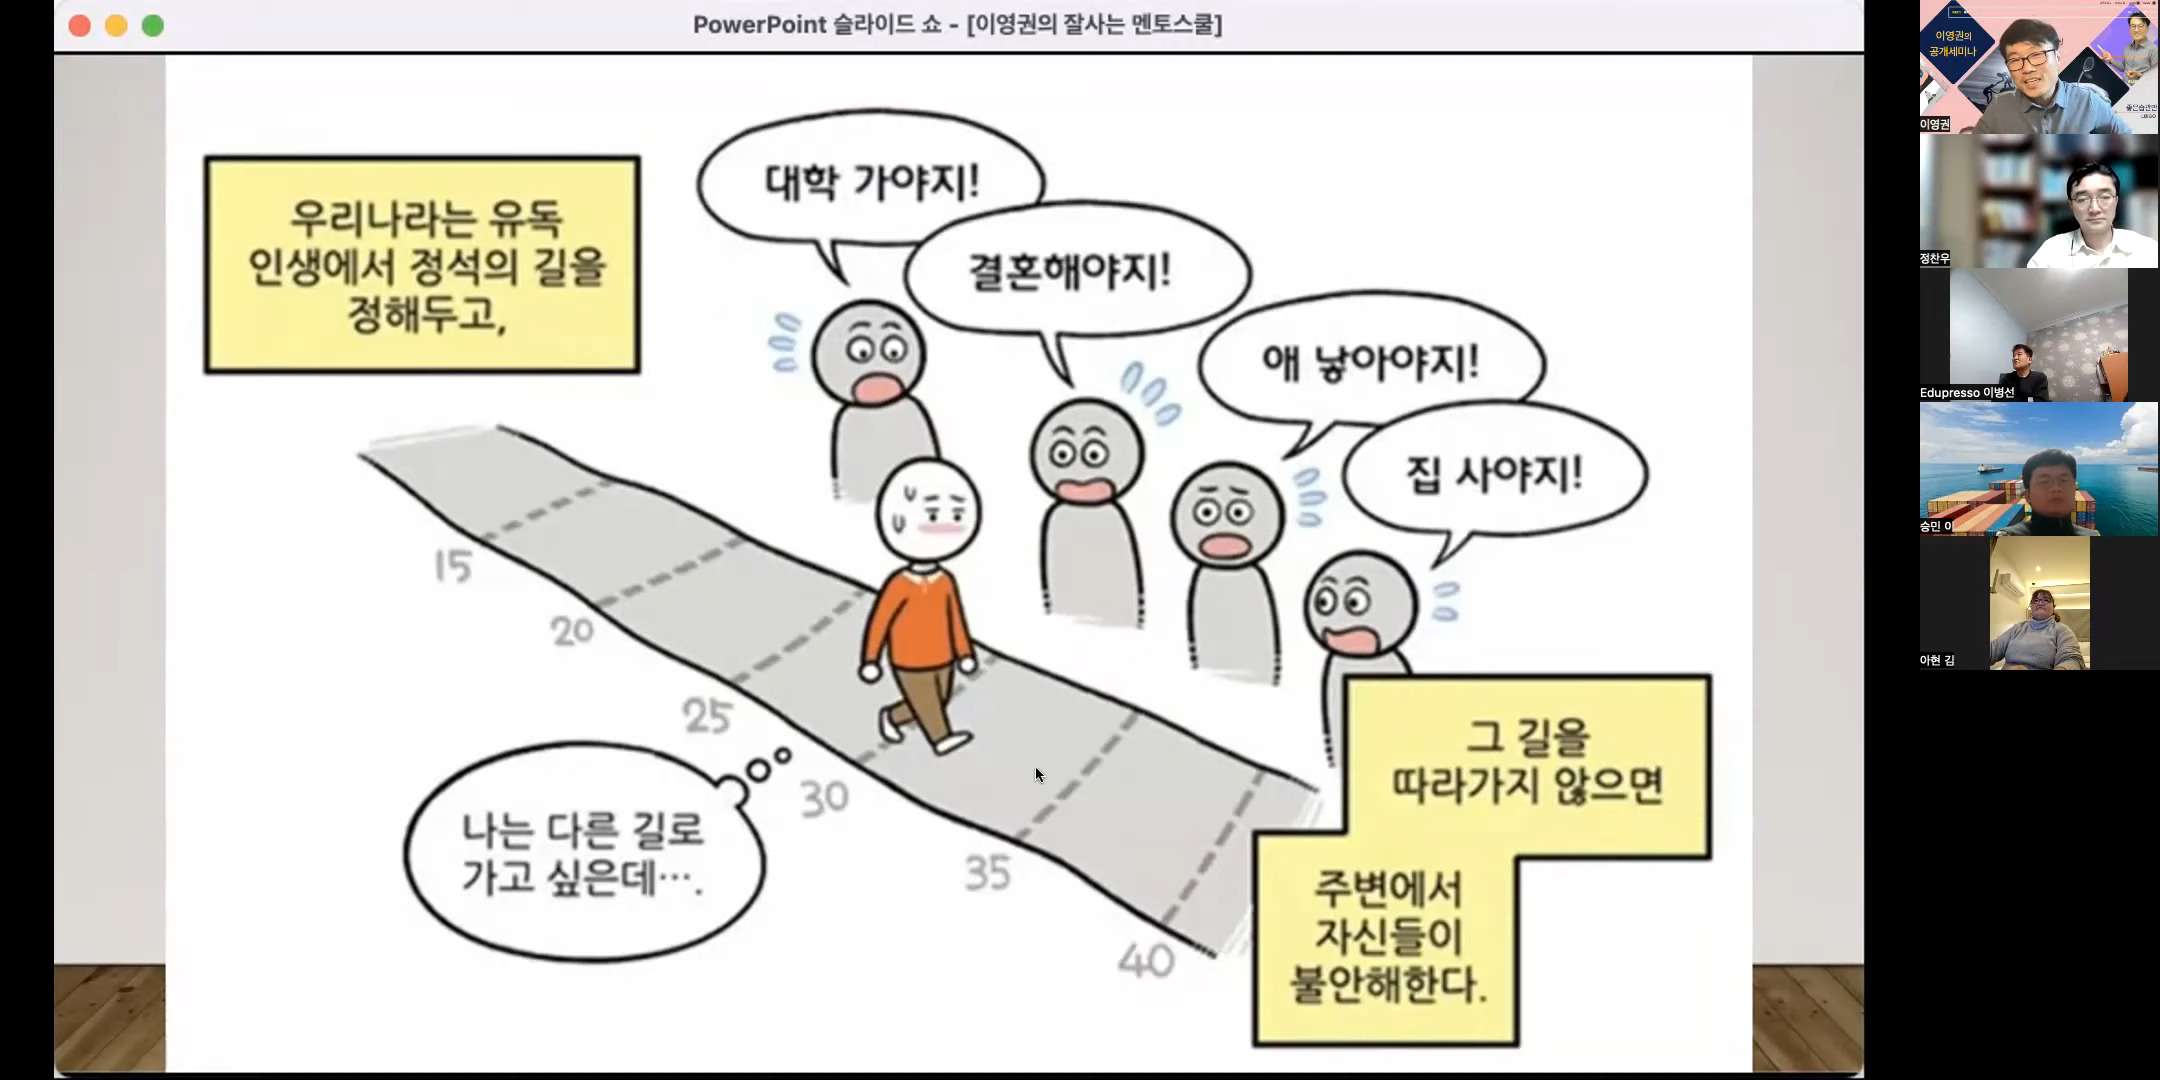 PowerPoint 슬라이드 쇼 - [이영권의 잘사는 멘토스쿨]
우리나라는 유독
인생에서 정석의 길을
정해두고,
대학 가야지!
결혼해야지!
애 낳아야지!
집 사야지!
15
20
25
30
35
40
나는 다른 길로
가고 싶은데….
그 길을
따라가지 않으면
주변에서
자신들이
불안해한다.
이영권의
공개세미나
이영권
정찬우
Edupresso 이병선
승민 이
아현 김